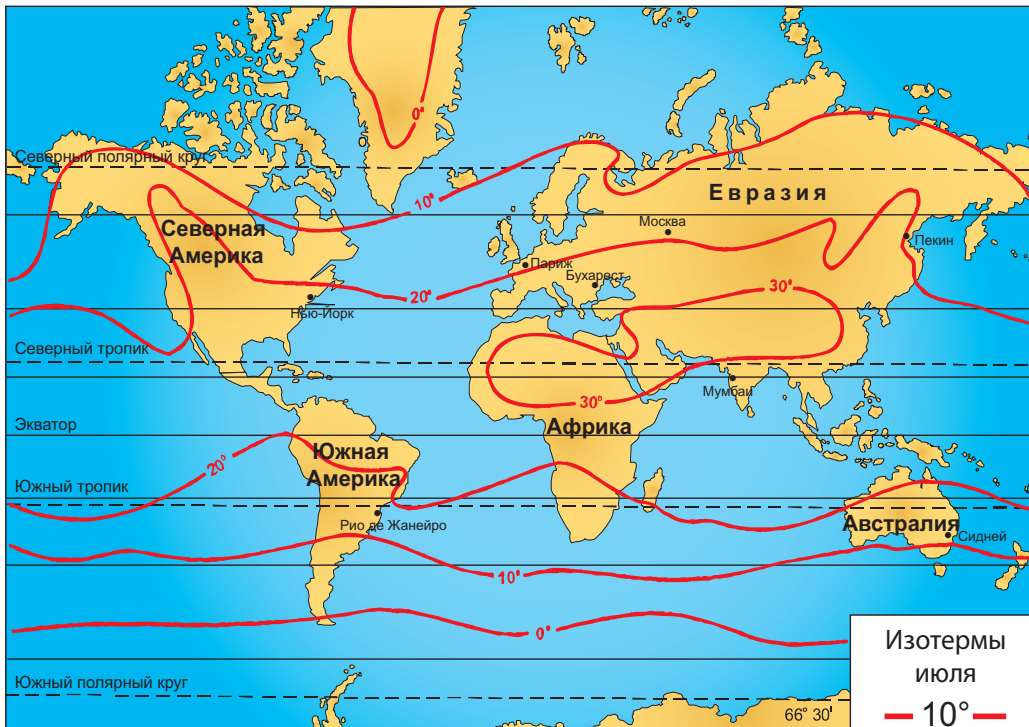 0°
Северный полярный круг
10°
Евразия
Северная
Америка
Москва
Пекин
Париж
Бухарест
20°
30°
Нью-Йорк
Северный тропик
Мумбаи
30°
Экватор
Африка
20°
Южная
Америка
Южный тропик
Рио де Жанейро
Австралия
Сидней
10°
0°
Южный полярный круг
66° 30'
Изотермы
июля
10°